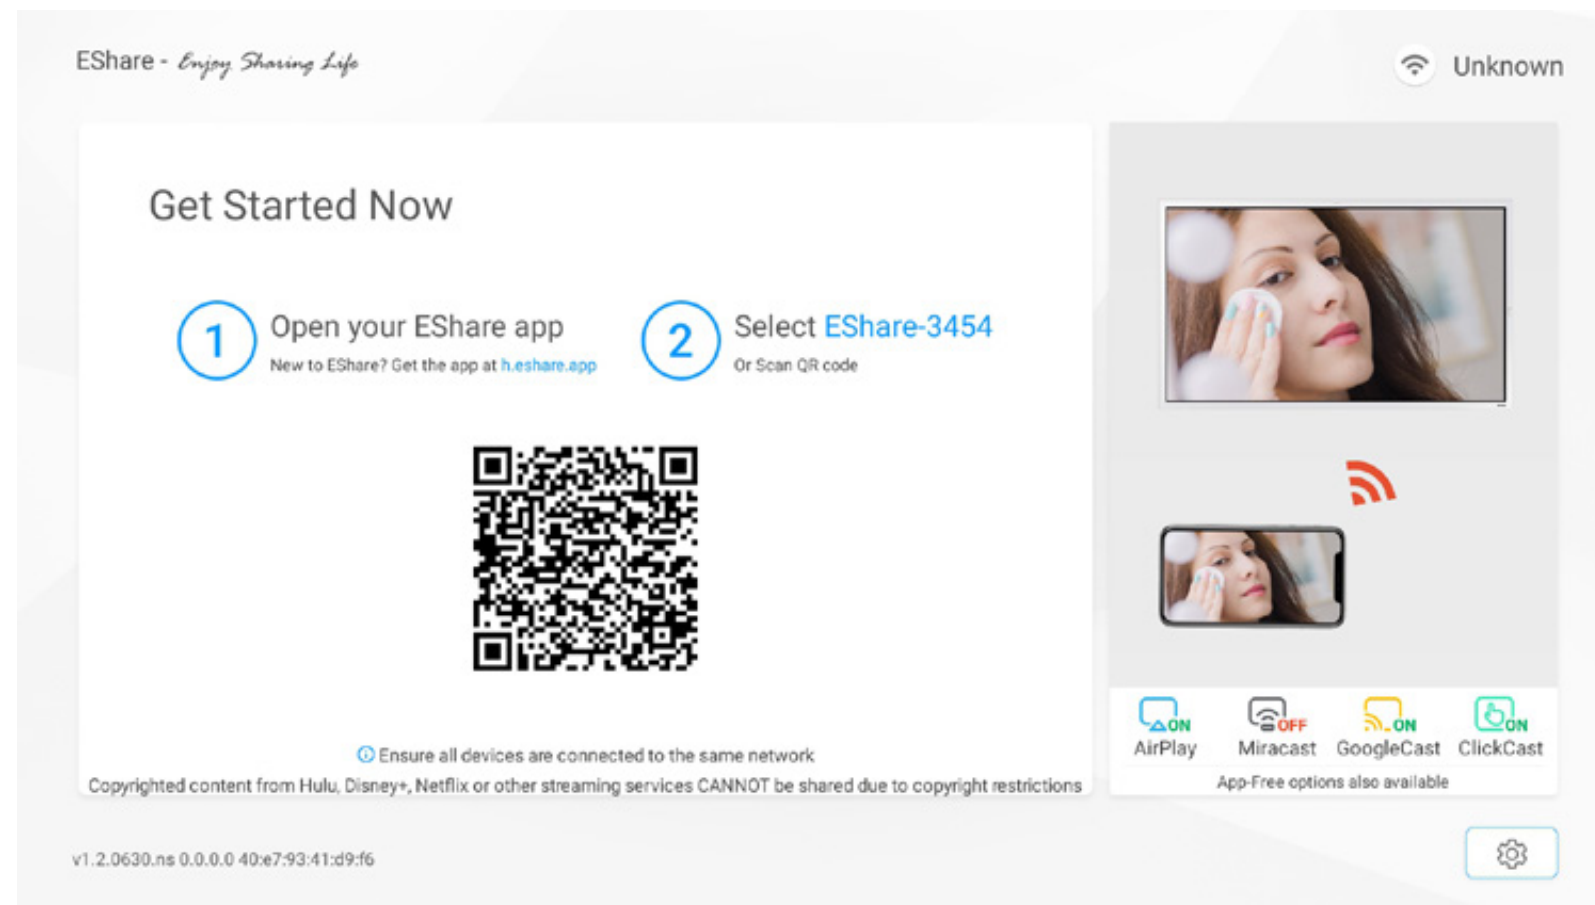 EShare - Enjoy Sharing Life
Unknown
Get Started Now
1
Open your EShare app
New to EShare? Get the app at h.eshare.app
2
Select EShare-3454
Or Scan QR code
Ensure all devices are connected to the same network
Copyrighted content from Hulu, Disney+, Netflix or other streaming services CANNOT be shared due to copyright restrictions
ON OFF ON ON
AirPlay Miracast GoogleCast ClickCast
App-Free options also available
v1.2.0630.ns 0.0.0.0 40:e7:93:41:d9:f6